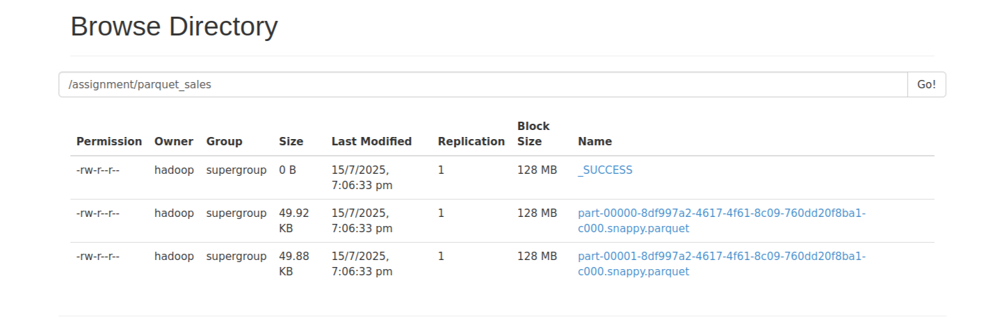 Browse Directory
/assignment/parquet_sales Go!
Permission Owner Group Size Last Modified Replication Block Size Name
-rw-r--r-- hadoop supergroup 0 B 15/7/2025, 7:06:33 pm 1 128 MB _SUCCESS
-rw-r--r-- hadoop supergroup 49.92 KB 15/7/2025, 7:06:33 pm 1 128 MB part-00000-8df997a2-4617-4f61-8c09-760dd20f8ba1-c000.snappy.parquet
-rw-r--r-- hadoop supergroup 49.88 KB 15/7/2025, 7:06:33 pm 1 128 MB part-00001-8df997a2-4617-4f61-8c09-760dd20f8ba1-c000.snappy.parquet